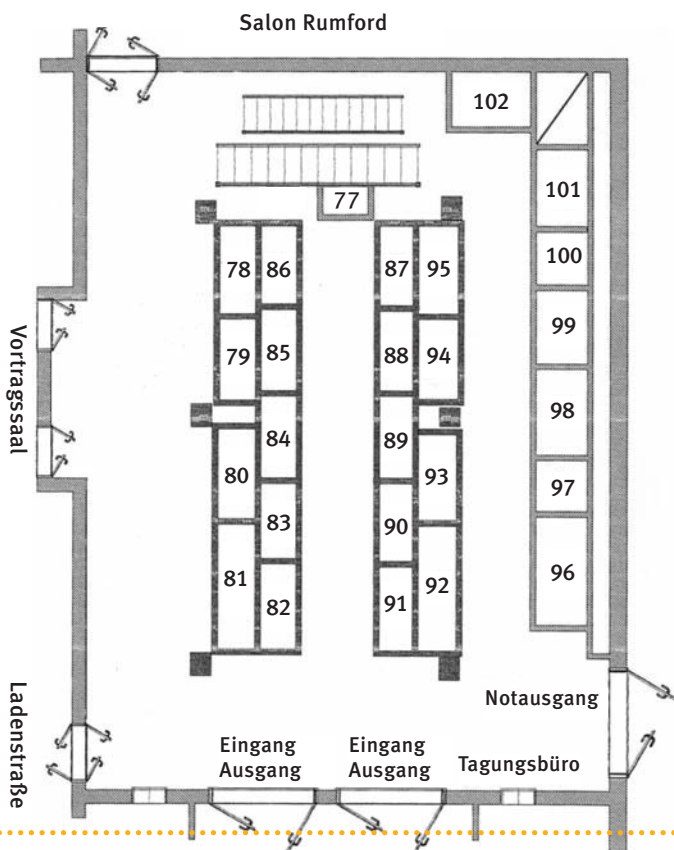 Salon Rumford
102
101
77
78
86
87
95
100
79
85
88
94
99
Vortragssaal
84
89
98
80
93
83
90
97
81
82
91
92
96
Ladenstraße
Notausgang
Eingang
Ausgang
Eingang
Ausgang
Tagungsbüro